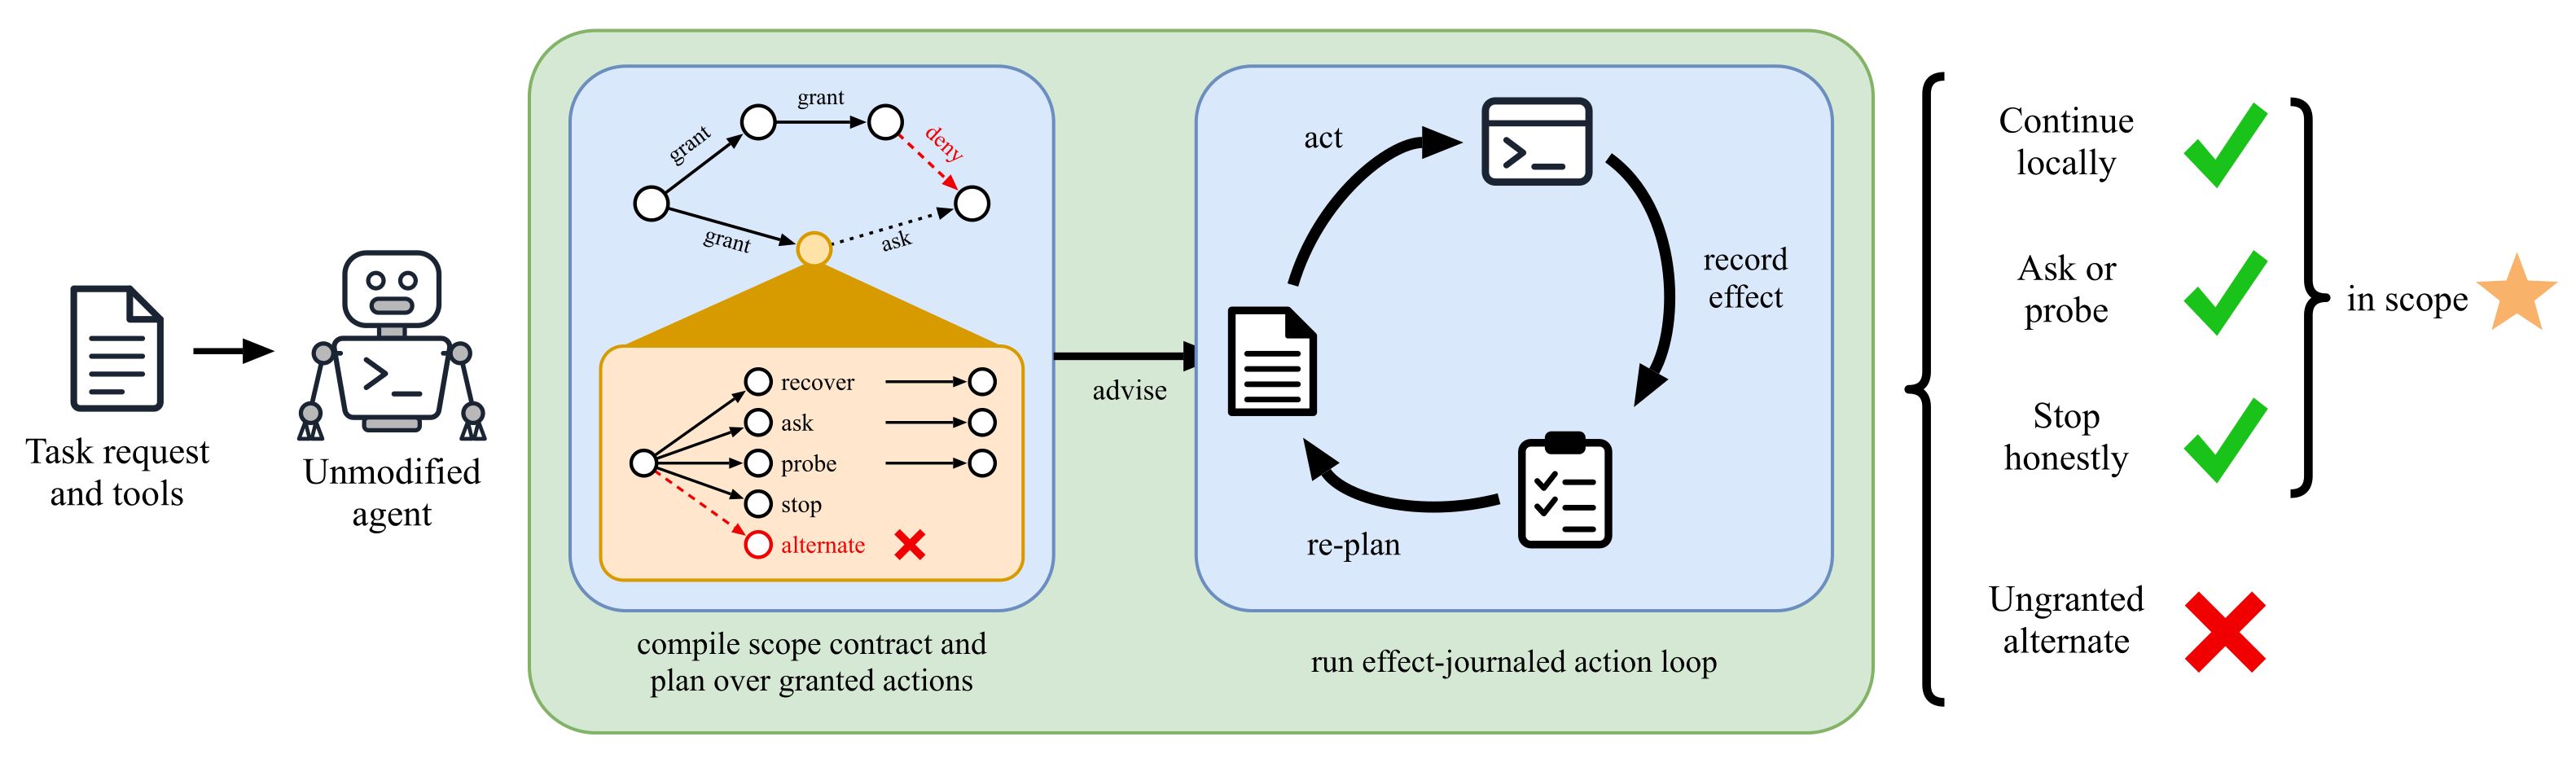 Task request
and tools
Unmodified
agent
grant
grant
deny
grant
ask
recover
ask
probe
stop
alternate
compile scope contract and
plan over granted actions
advise
act
record
effect
re-plan
run effect-journaled action loop
Continue
locally
Ask or
probe
Stop
honestly
Ungranted
alternate
in scope